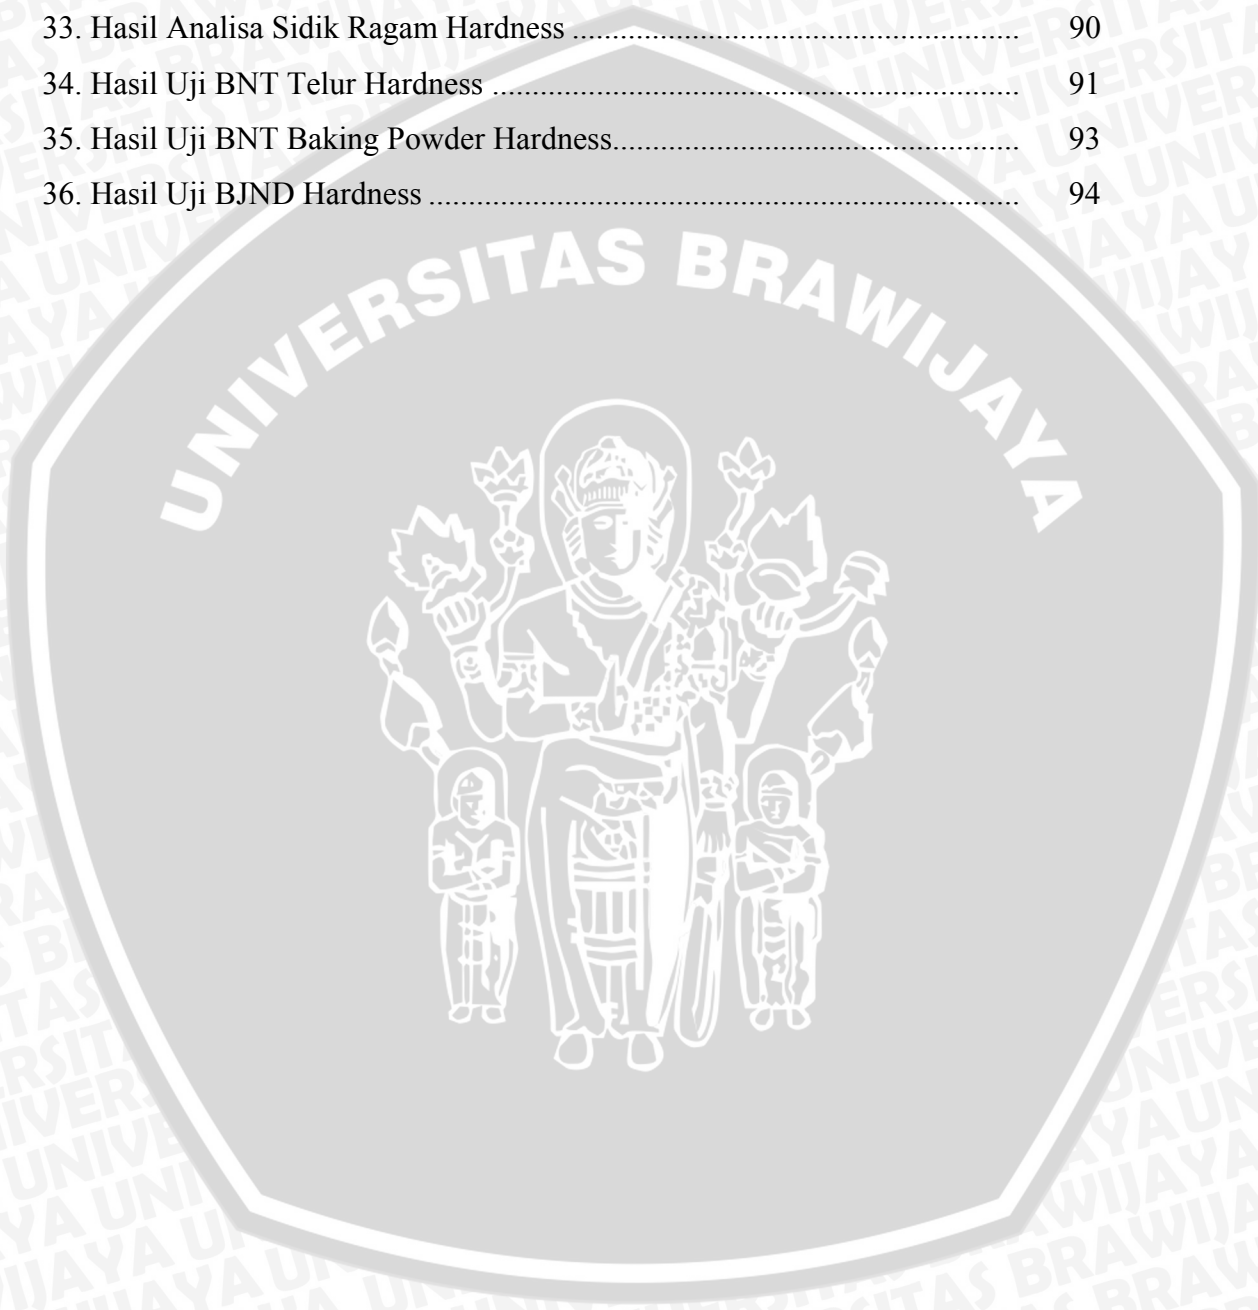 33. Hasil Analisa Sidik Ragam Hardness ........................................................ 90
34. Hasil Uji BNT Telur Hardness .................................................................. 91
35. Hasil Uji BNT Baking Powder Hardness................................................... 93
36. Hasil Uji BJND Hardness .......................................................................... 94
UNIVERSITAS BRAWIJAYA